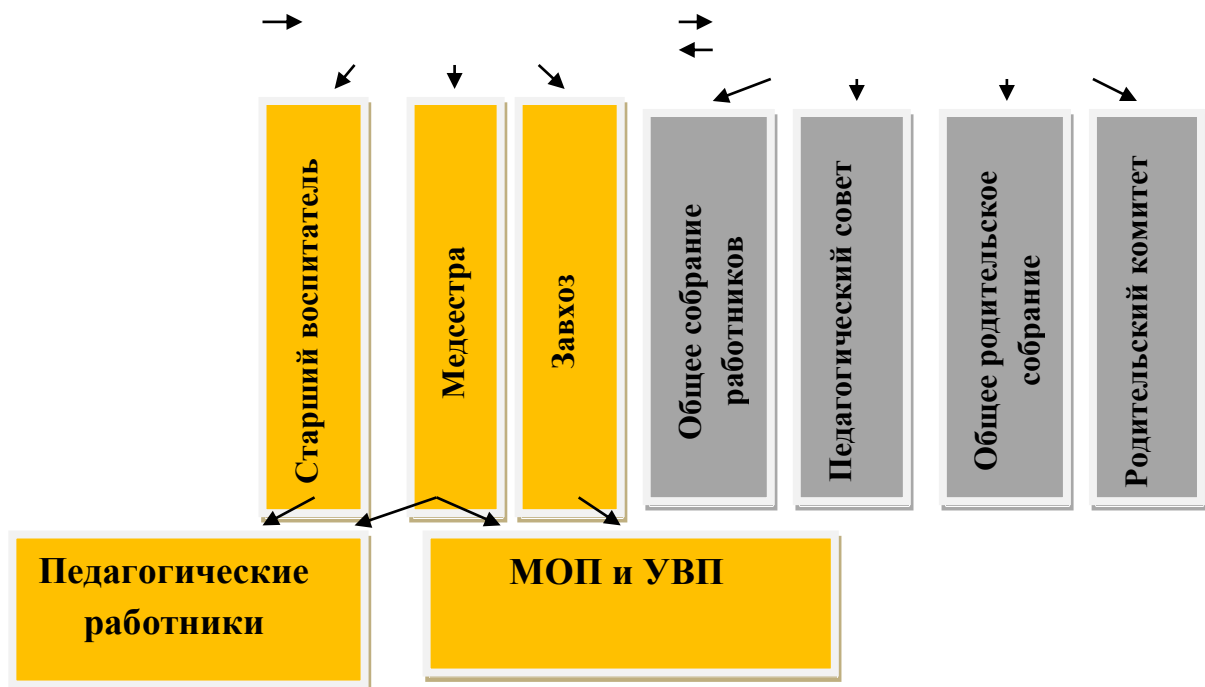 Старший воспитатель
Медсестра
Завхоз
Общее собрание
работников
Педагогический совет
Общее родительское
собрание
Родительский комитет
Педагогические
работники
МОП и УВП